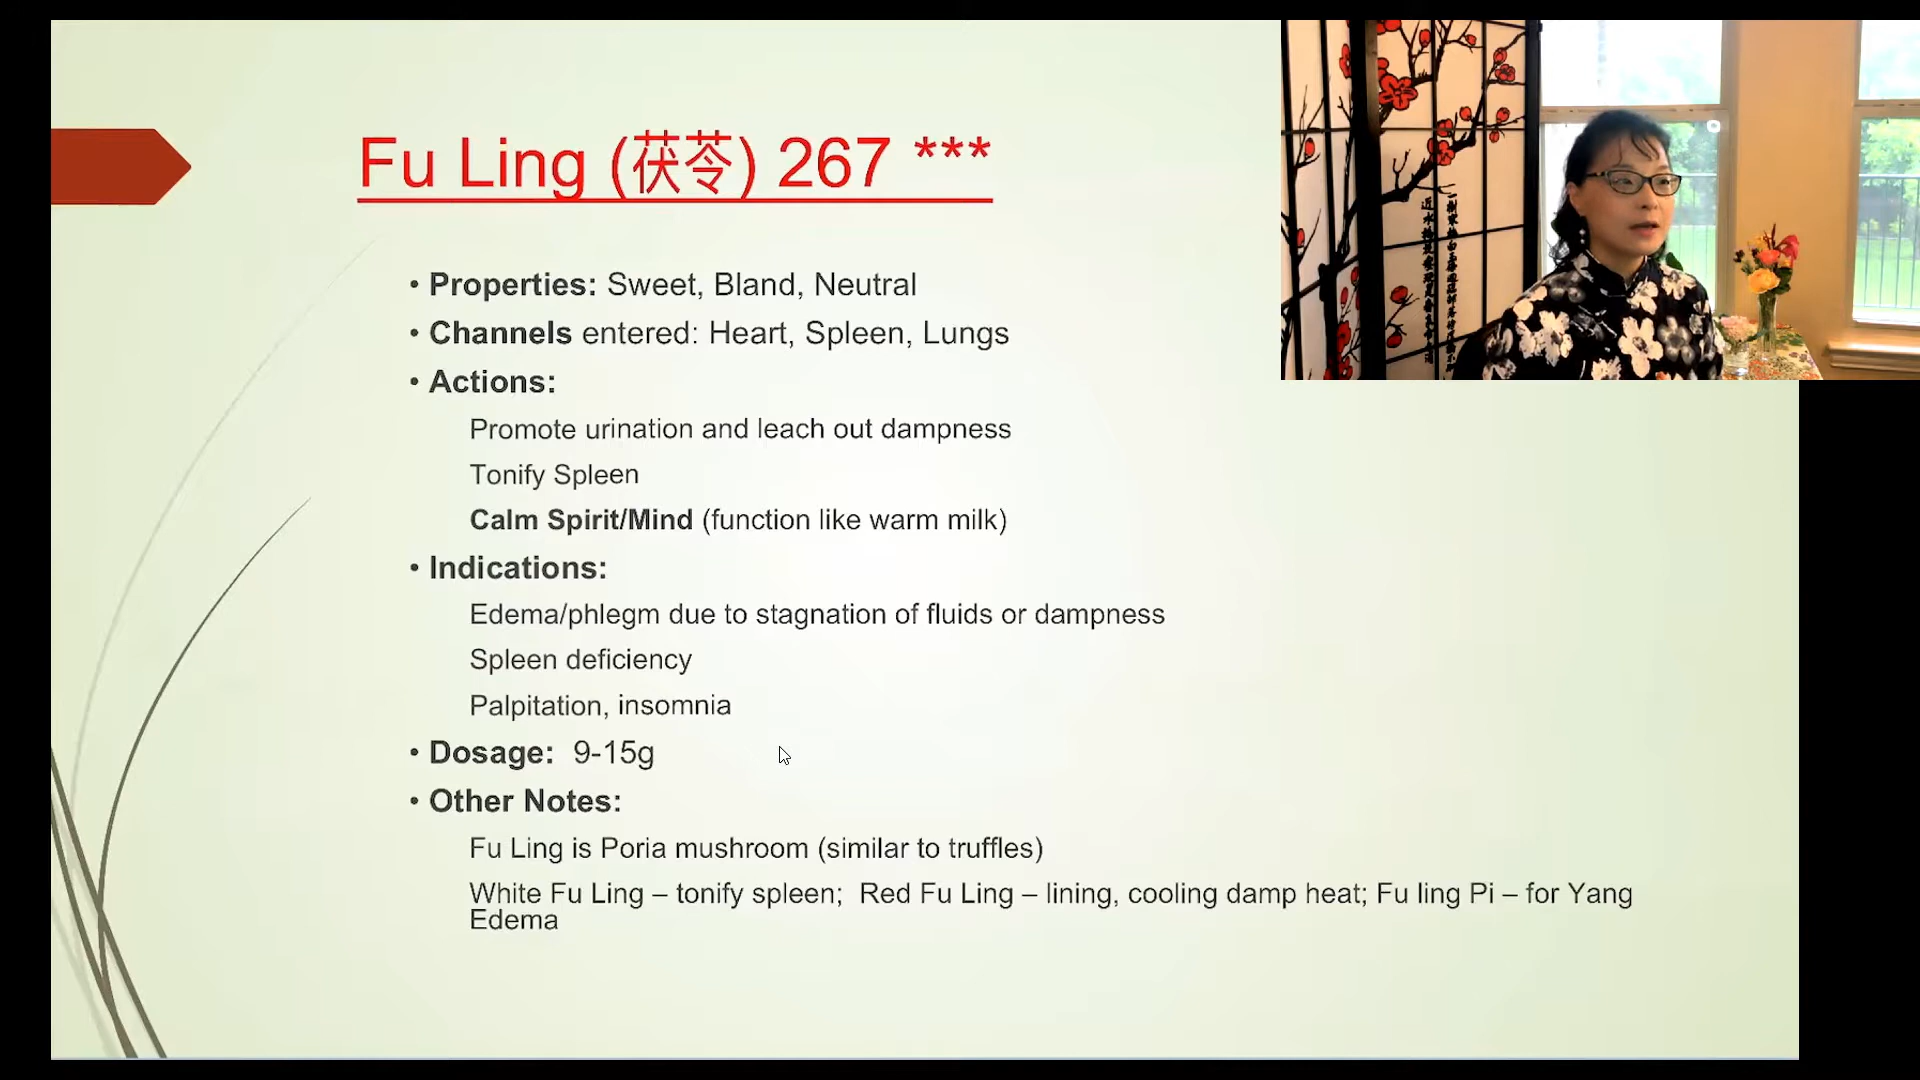 Fu Ling (茯苓) 267 ***
• Properties: Sweet, Bland, Neutral
• Channels entered: Heart, Spleen, Lungs
• Actions:
Promote urination and leach out dampness
Tonify Spleen
Calm Spirit/Mind (function like warm milk)
• Indications:
Edema/phlegm due to stagnation of fluids or dampness
Spleen deficiency
Palpitation, insomnia
• Dosage: 9-15g
• Other Notes:
Fu Ling is Poria mushroom (similar to truffles)
White Fu Ling – tonify spleen; Red Fu Ling – lining, cooling damp heat; Fu ling Pi – for Yang
Edema